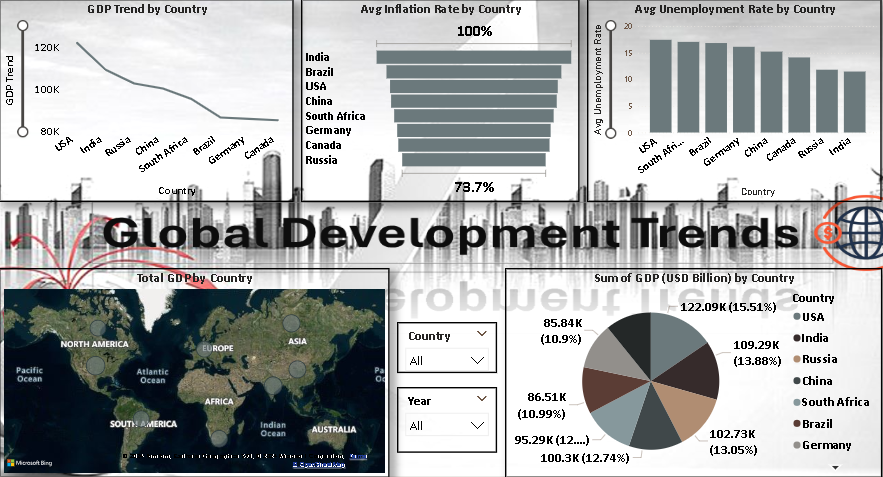 GDP Trend by Country
GDP Trend
120K
100K
80K
USA
India
Russia
China
South Africa
Brazil
Germany
Canada
Country
Avg Inflation Rate by Country
100%
India
Brazil
USA
China
South Africa
Germany
Canada
Russia
73.7%
Avg Unemployment Rate by Country
Avg Unemployment Rate
20
15
10
5
0
USA
South Afri...
Brazil
Germany
China
Canada
Russia
India
Country
Global Development Trends
$
Total GDP by Country
NORTH AMERICA
EUROPE
ASIA
Pacific
Ocean
Atlantic
Ocean
AFRICA
SOUTH AMERICA
Indian
Ocean
AUSTRALIA
Microsoft Bing
Country
All
Year
All
Sum of GDP (USD Billion) by Country
122.09K (15.51%)
109.29K
(13.88%)
102.73K
(13.05%)
100.3K (12.74%)
95.29K (12....)
86.51K
(10.99%)
85.84K
(10.9%)
Country
USA
India
Russia
China
South Africa
Brazil
Germany